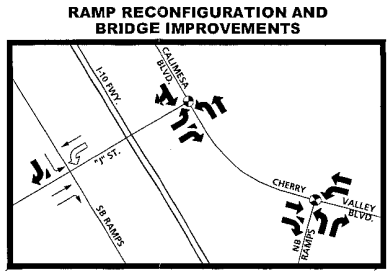 RAMP RECONFIGURATION AND
BRIDGE IMPROVEMENTS
CALIMESA
BLVD.
I-10 FWY.
"J" ST.
SB RAMPS
CHERRY
VALLEY
BLVD.
NB
RAMPS